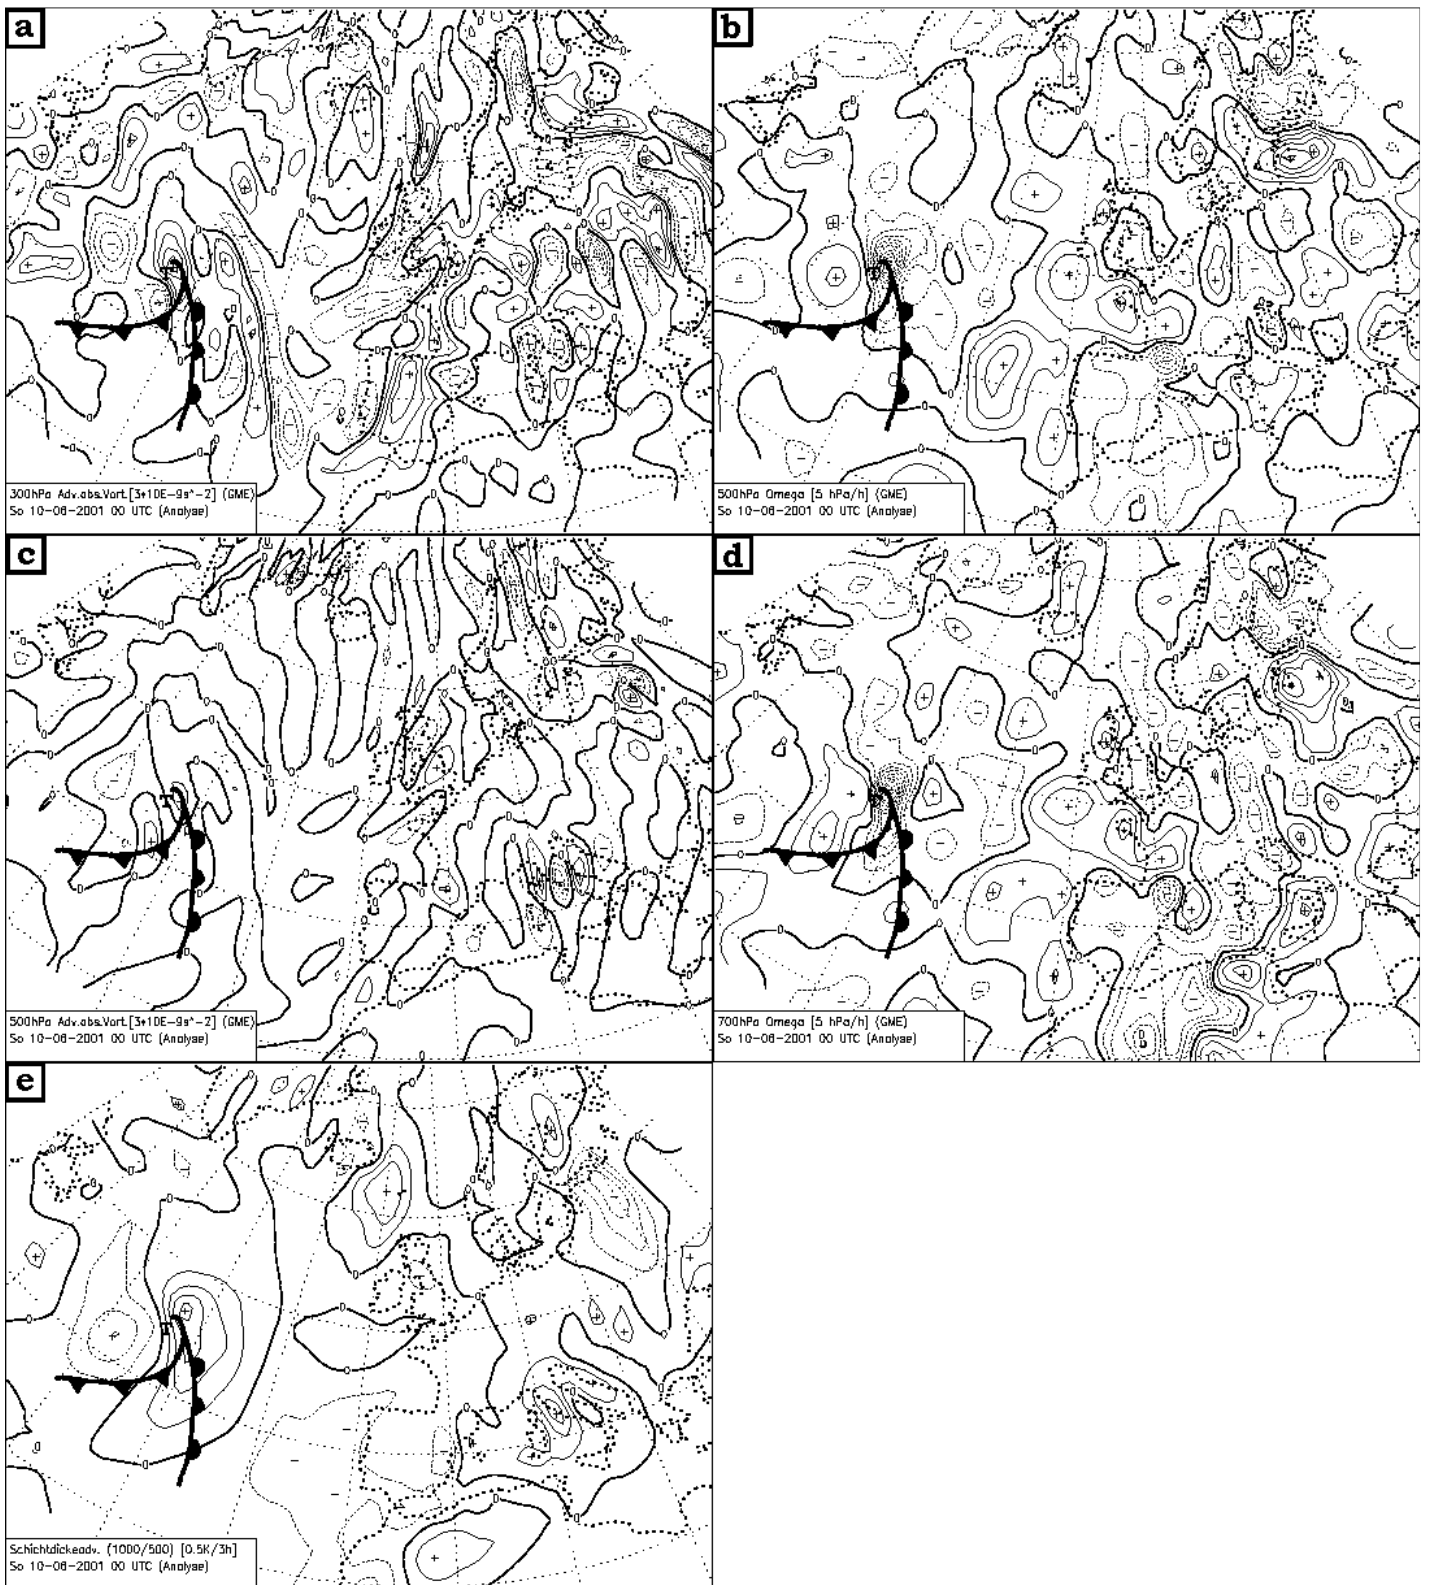 a
b
300hPa Adv.abs.Vort.[3*10E-9s^-2] (GME)
So 10-06-2001 00 UTC (Analyse)
500hPa Omega [5 hPa/h] (GME)
So 10-06-2001 00 UTC (Analyse)
c
d
500hPa Adv.abs.Vort.[3*10E-9s^-2] (GME)
So 10-06-2001 00 UTC (Analyse)
700hPa Omega [5 hPa/h] (GME)
So 10-06-2001 00 UTC (Analyse)
e
T
Schichtdickeadv. (1000/500) [0.5K/3h]
So 10-06-2001 00 UTC (Analyse)